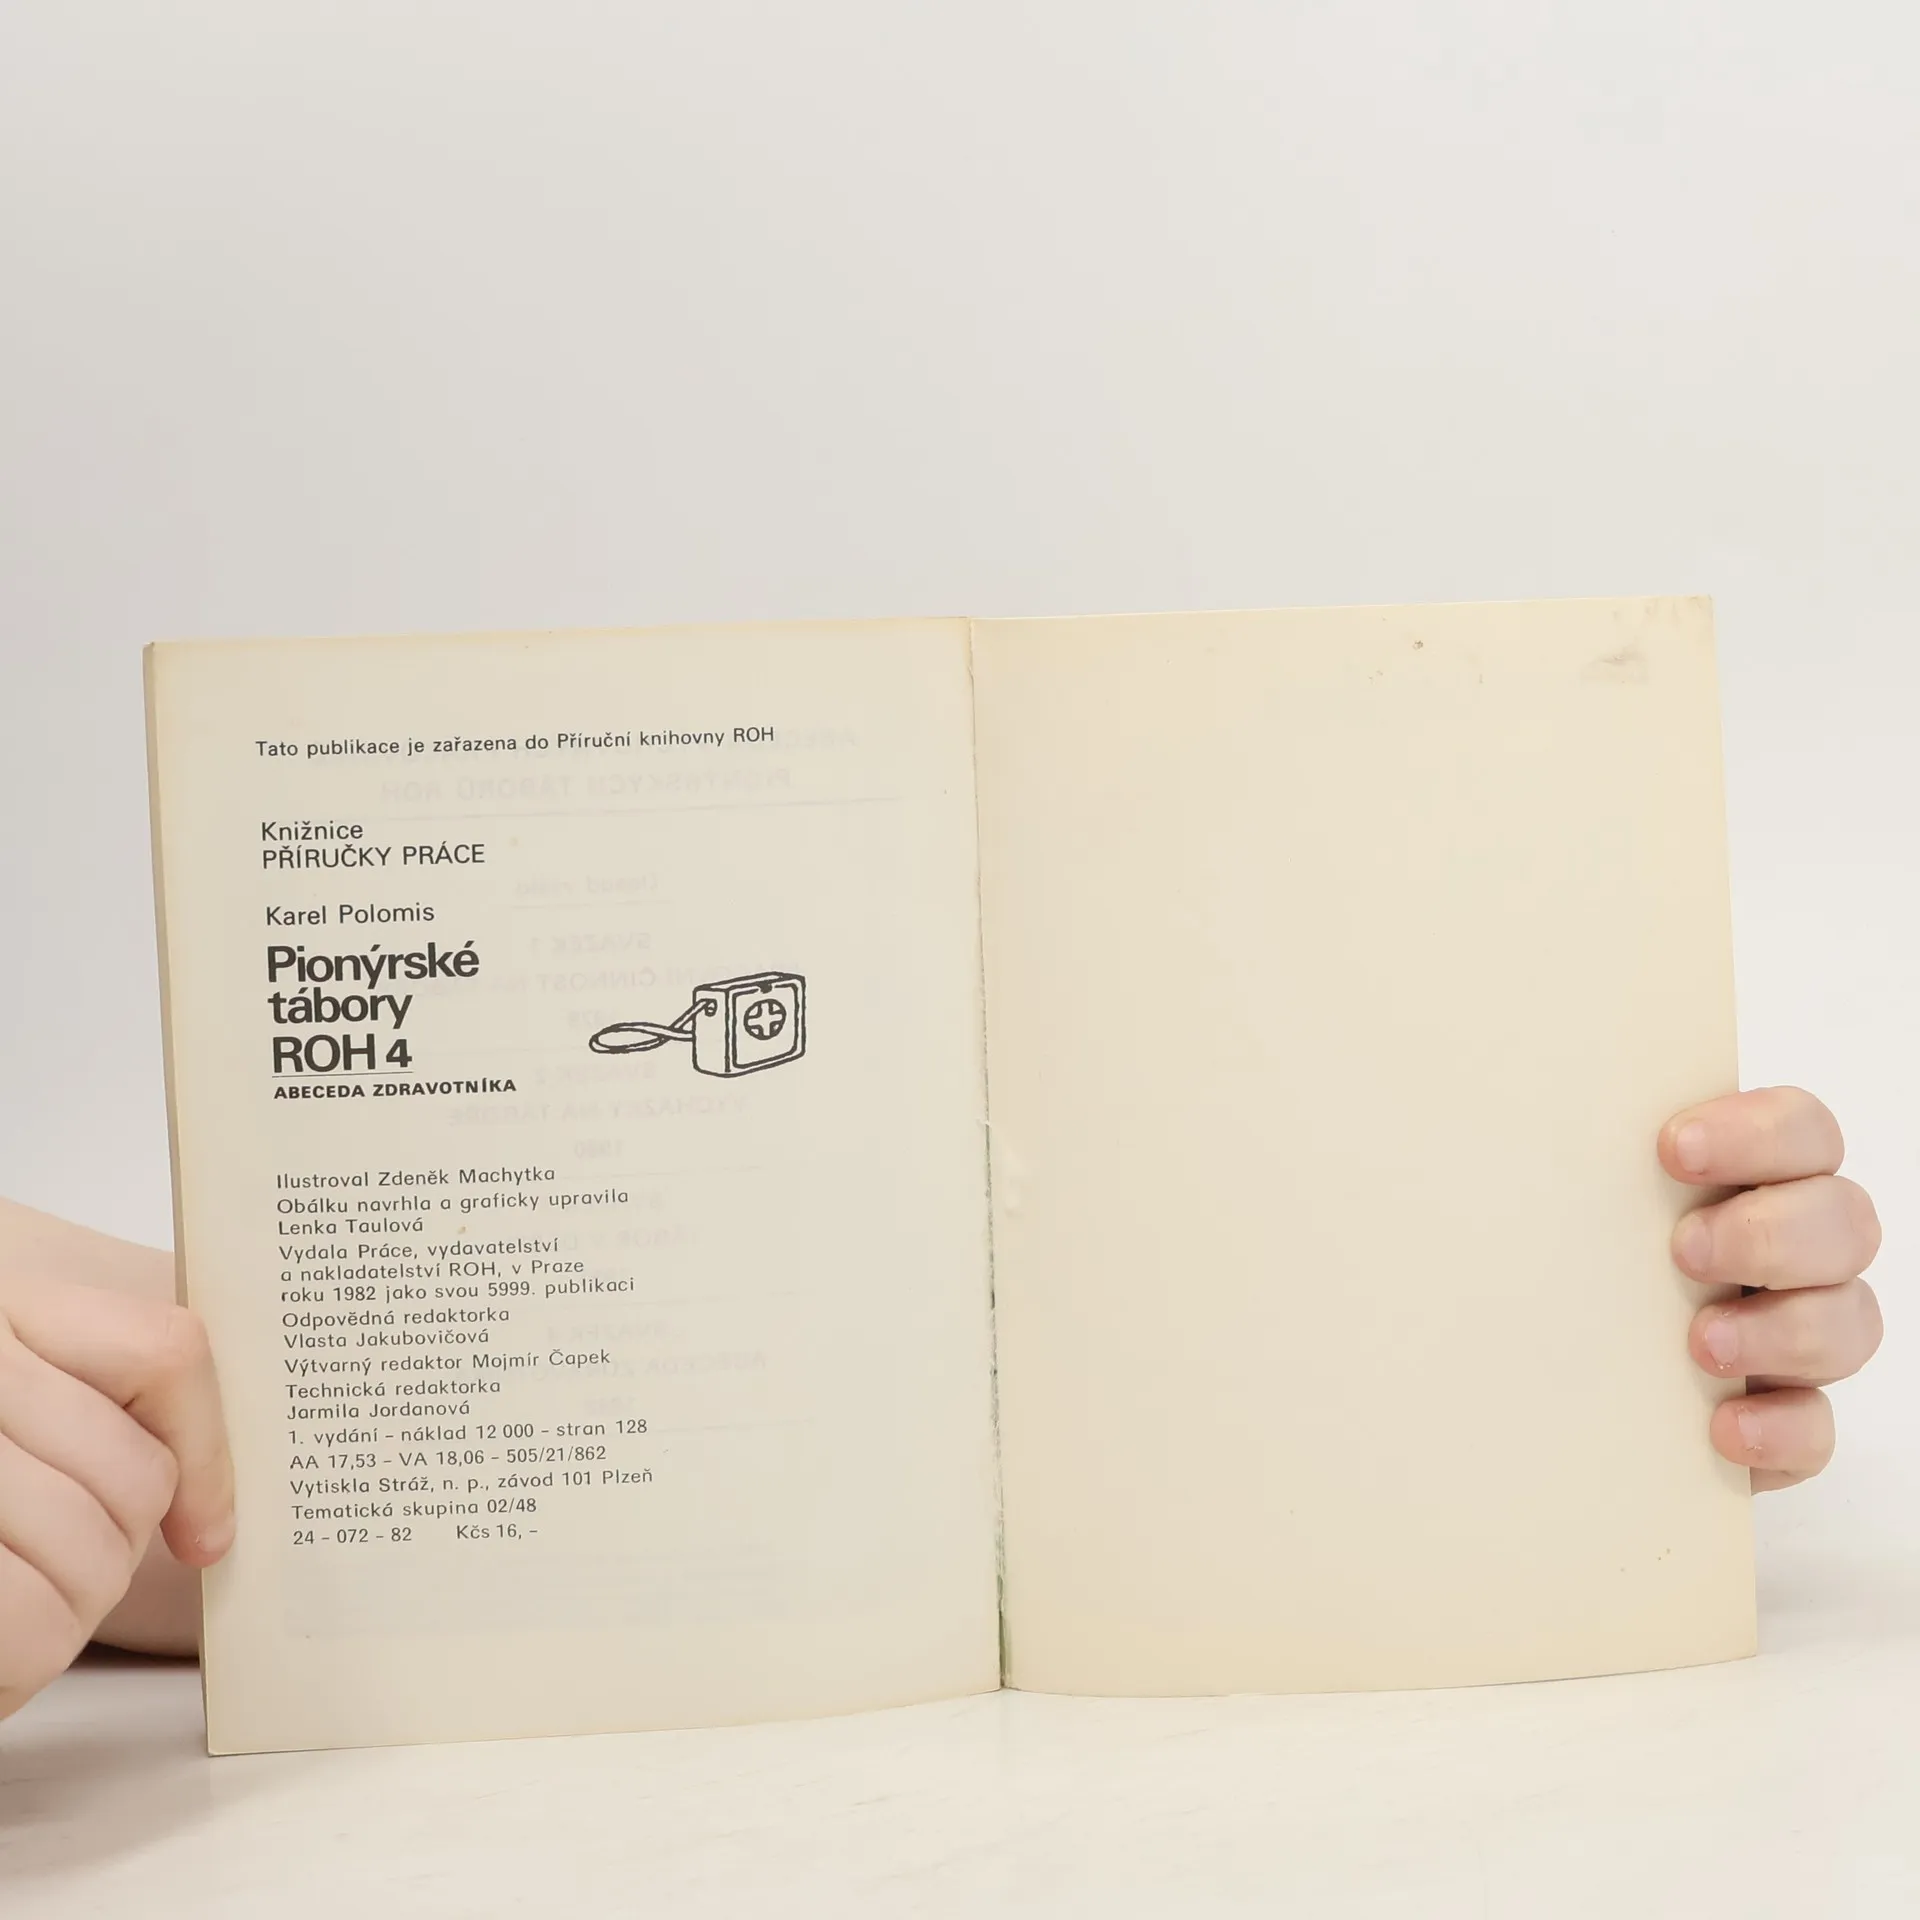 Tato publikace je zařazena do Příruční knihovny ROH
Knižnice
PŘÍRUČKY PRÁCE
Karel Polomis
Pionýrské
tábory
ROH 4
ABECEDA ZDRAVOTNÍKA
Ilustroval Zdeněk Machytka
Obálku navrhla a graficky upravila
Lenka Taulová
Vydala Práce, vydavatelství
a nakladatelství ROH, v Praze
roku 1982 jako svou 5999. publikaci
Odpovědná redaktorka
Vlasta Jakubovičová
Výtvarný redaktor Mojmír Čapek
Technická redaktorka
Jarmila Jordanová
1. vydání – náklad 12 000 – stran 128
AA 17,53 – VA 18,06 – 505/21/862
Vytiskla Stráž, n. p., závod 101 Plzeň
Tematická skupina 02/48
24 – 072 – 82 Kčs 16, –